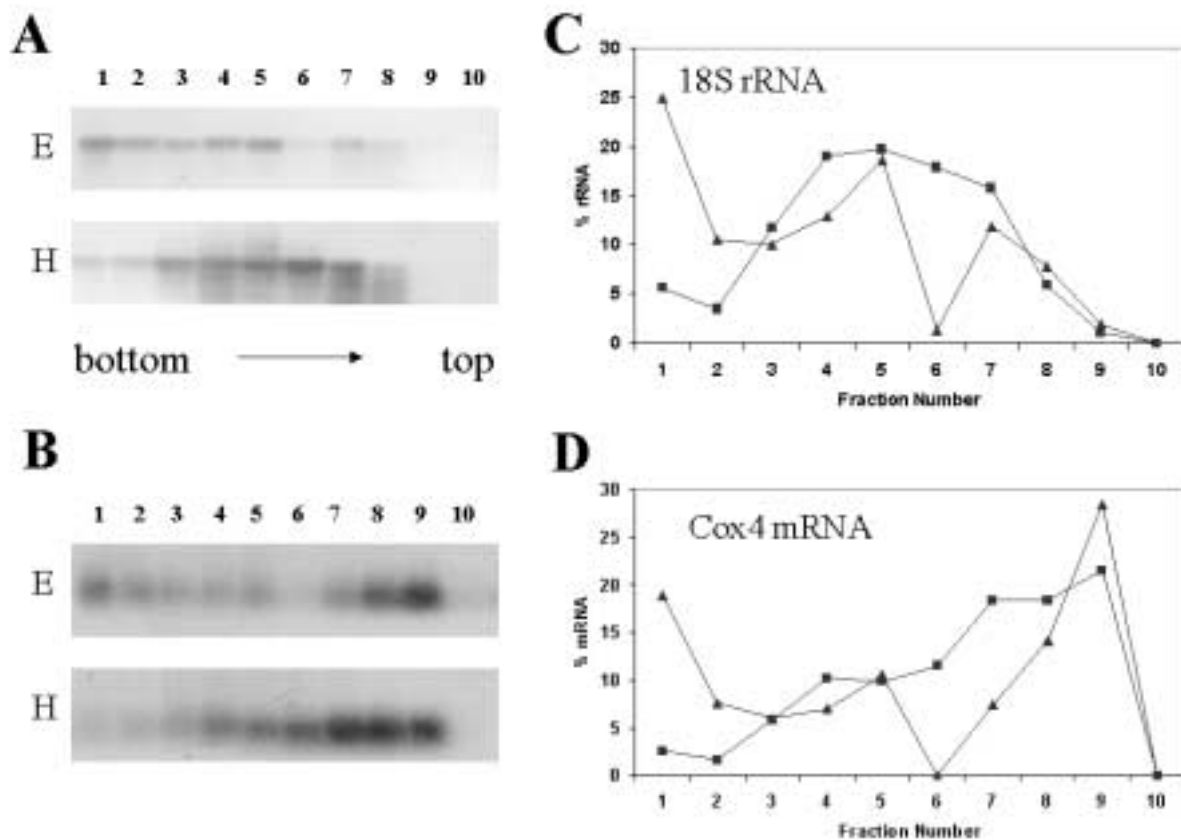 A
1 2 3 4 5 6 7 8 9 10
E
H
bottom top
B
1 2 3 4 5 6 7 8 9 10
E
H
C
18S rRNA
% rRNA
30
25
20
15
10
5
0
1 2 3 4 5 6 7 8 9 10
Fraction Number
D
Cox4 mRNA
% mRNA
30
25
20
15
10
5
0
1 2 3 4 5 6 7 8 9 10
Fraction Number